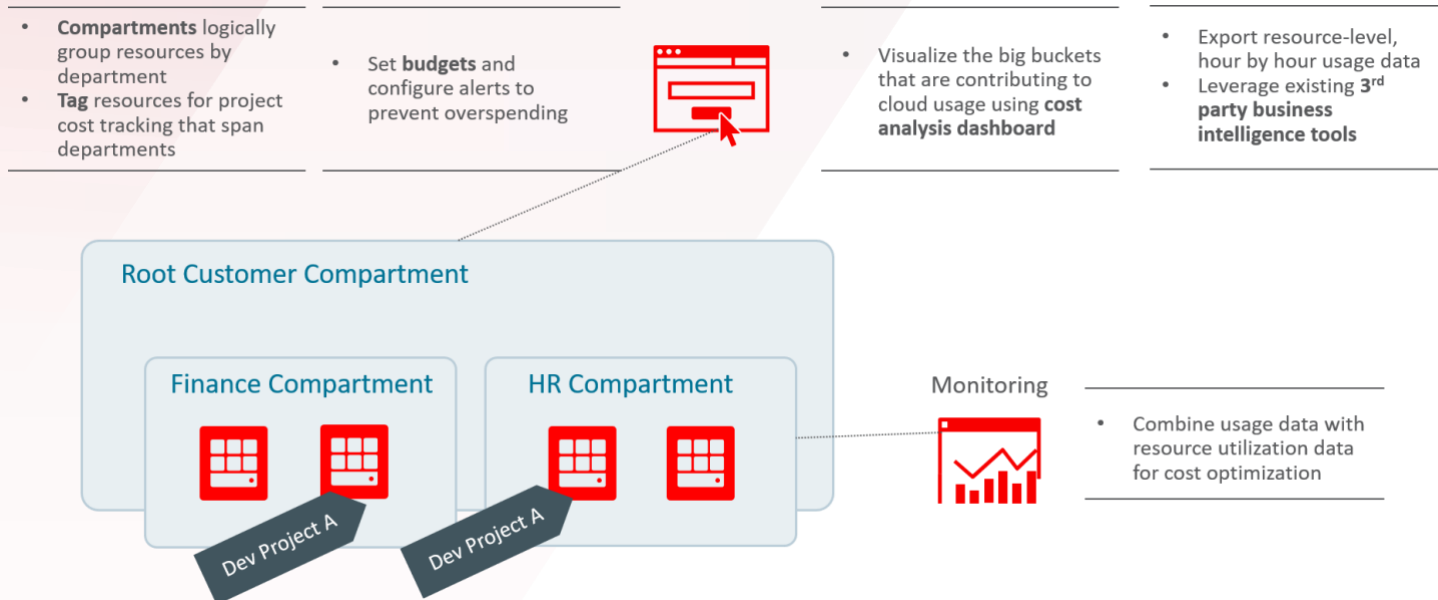 • Compartments logically
group resources by
department
• Tag resources for project
cost tracking that span
departments
• Set budgets and
configure alerts to
prevent overspending
• Visualize the big buckets
that are contributing to
cloud usage using cost
analysis dashboard
• Export resource-level,
hour by hour usage data
• Leverage existing 3rd
party business
intelligence tools
Root Customer Compartment
Finance Compartment
HR Compartment
Dev Project A
Dev Project A
Monitoring
• Combine usage data with
resource utilization data
for cost optimization